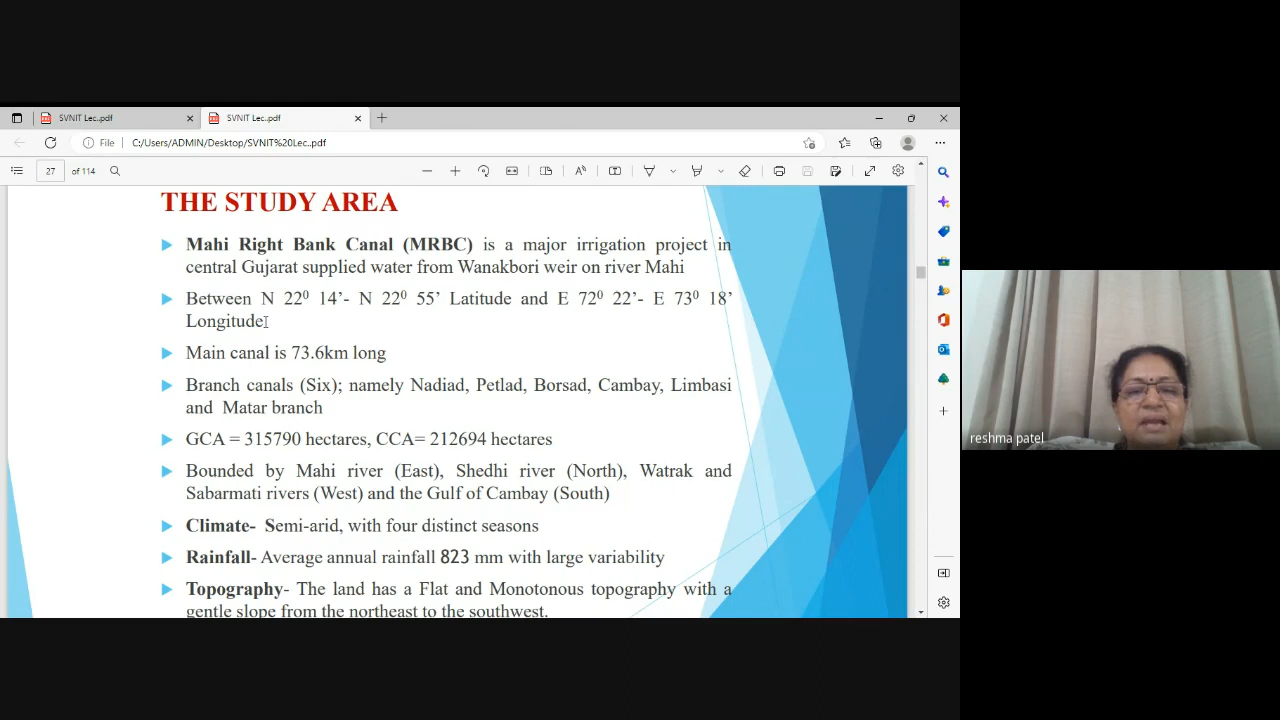 SVNIT Lec..pdf
SVNIT Lec..pdf
File
C:/Users/ADMIN/Desktop/SVNIT%20Lec..pdf
27 of 114
THE STUDY AREA
Mahi Right Bank Canal (MRBC) is a major irrigation project in
central Gujarat supplied water from Wanakbori weir on river Mahi
Between N 22⁰ 14’- N 22⁰ 55’ Latitude and E 72⁰ 22’- E 73⁰ 18’
Longitude
Main canal is 73.6km long
Branch canals (Six); namely Nadiad, Petlad, Borsad, Cambay, Limbasi
and Matar branch
GCA = 315790 hectares, CCA= 212694 hectares
Bounded by Mahi river (East), Shedhi river (North), Watrak and
Sabarmati rivers (West) and the Gulf of Cambay (South)
Climate- Semi-arid, with four distinct seasons
Rainfall- Average annual rainfall 823 mm with large variability
Topography- The land has a Flat and Monotonous topography with a
gentle slope from the northeast to the southwest.
reshma patel